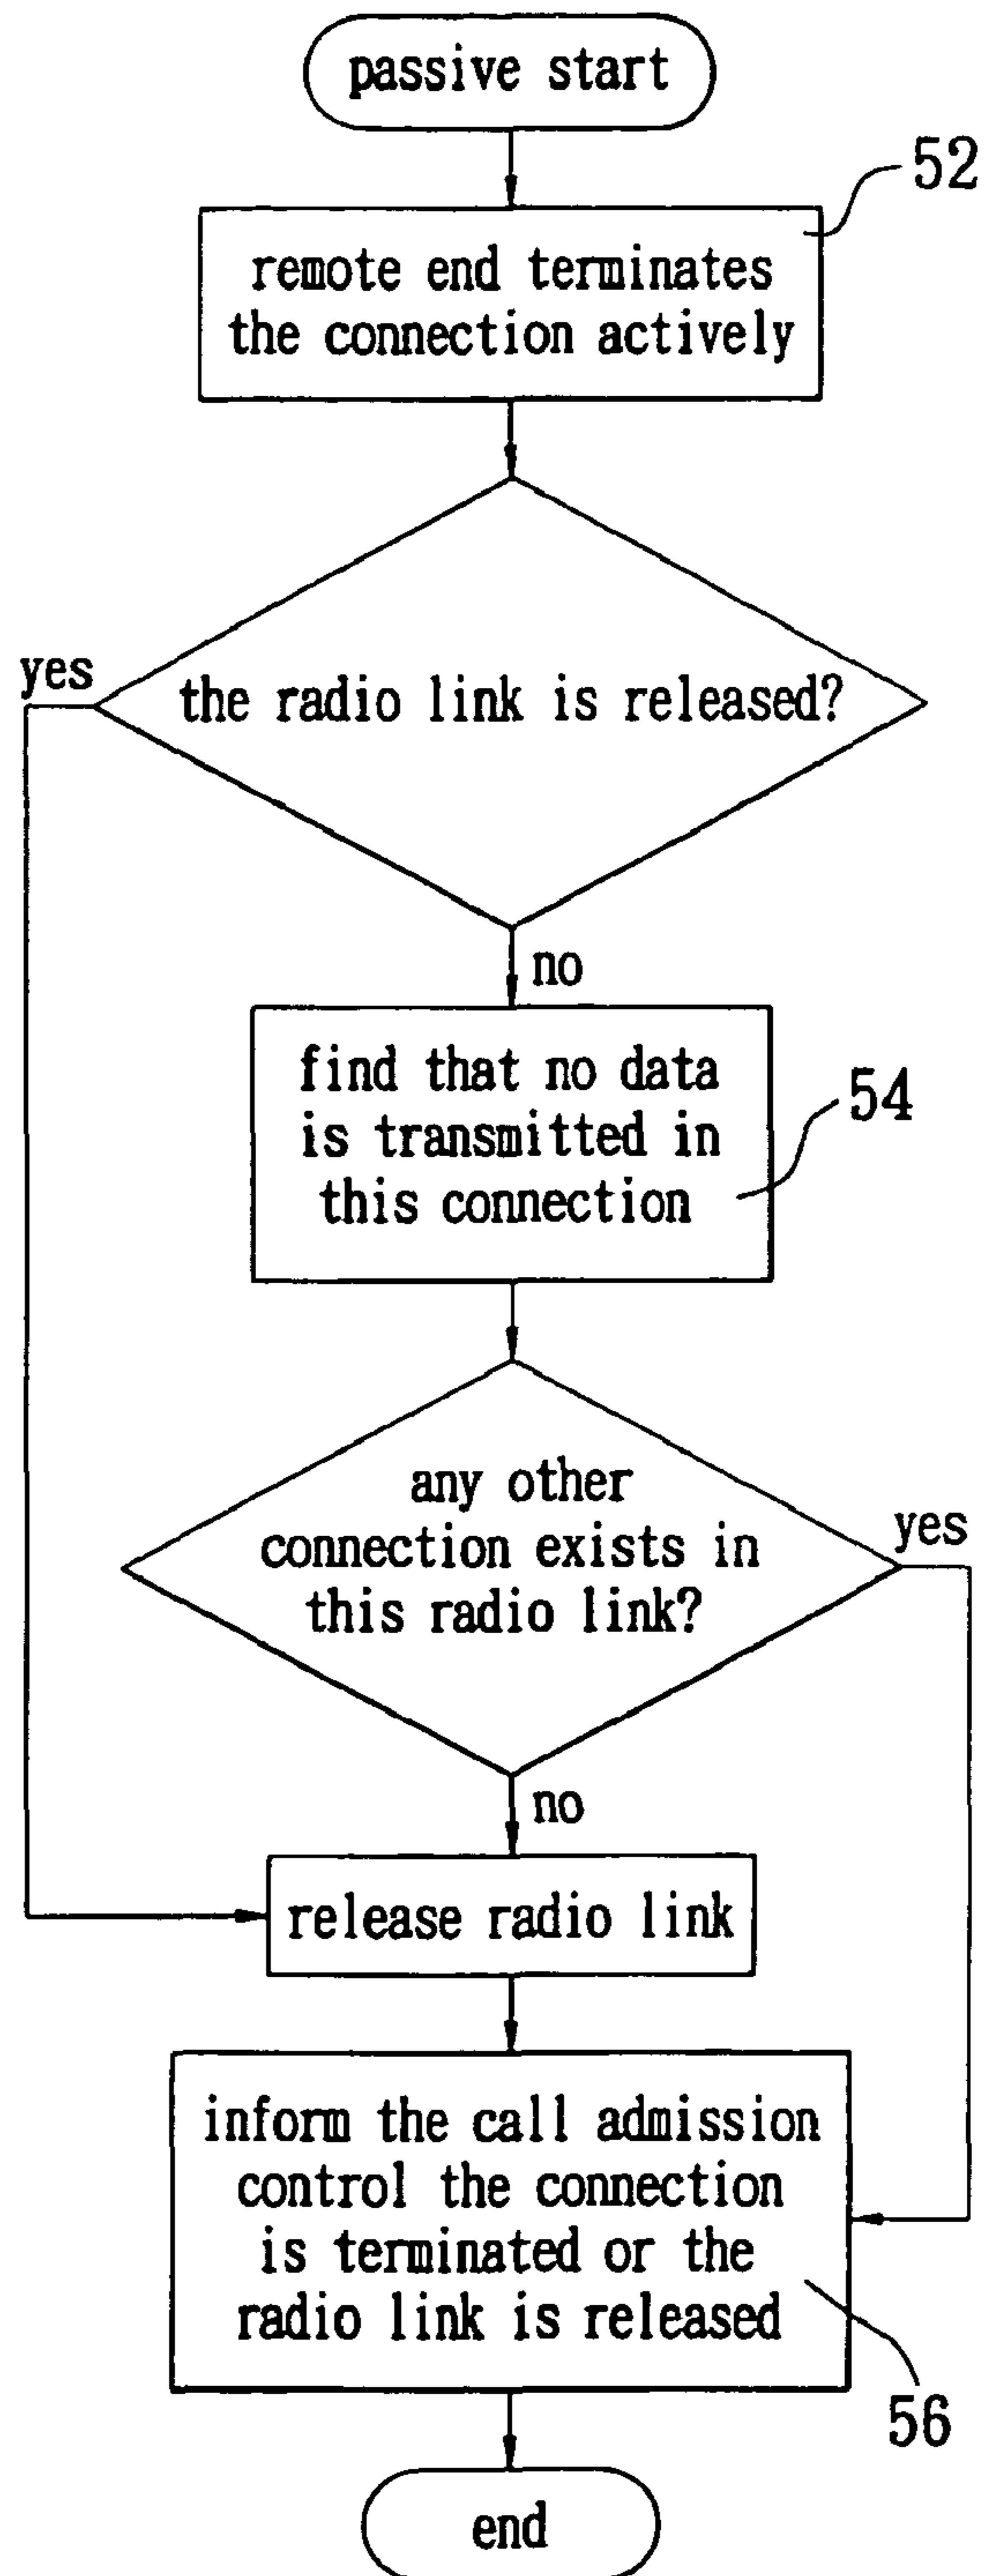 passive start
52
remote end terminates
the connection actively
yes
the radio link is released?
no
find that no data
is transmitted in
this connection
54
any other
connection exists in
this radio link?
yes
no
release radio link
inform the call admission
control the connection
is terminated or the
radio link is released
56
end